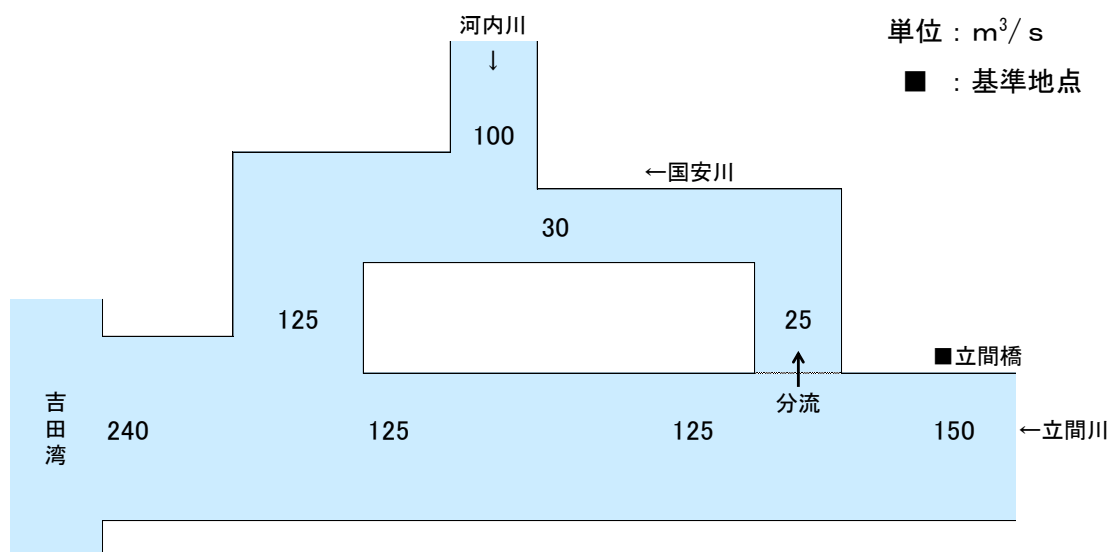 河内川
↓
単位：m³/s
■ ：基準地点
100
←国安川
30
125
25
■立間橋
↑
分流
吉田湾
240
125
125
150
←立間川